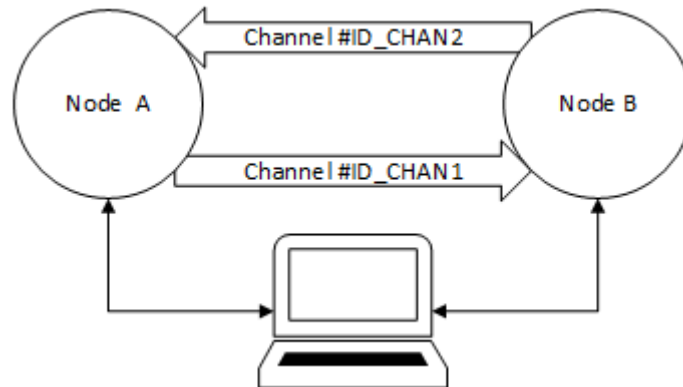 Channel #ID_CHAN2
Node A
Node B
Channel #ID_CHAN1